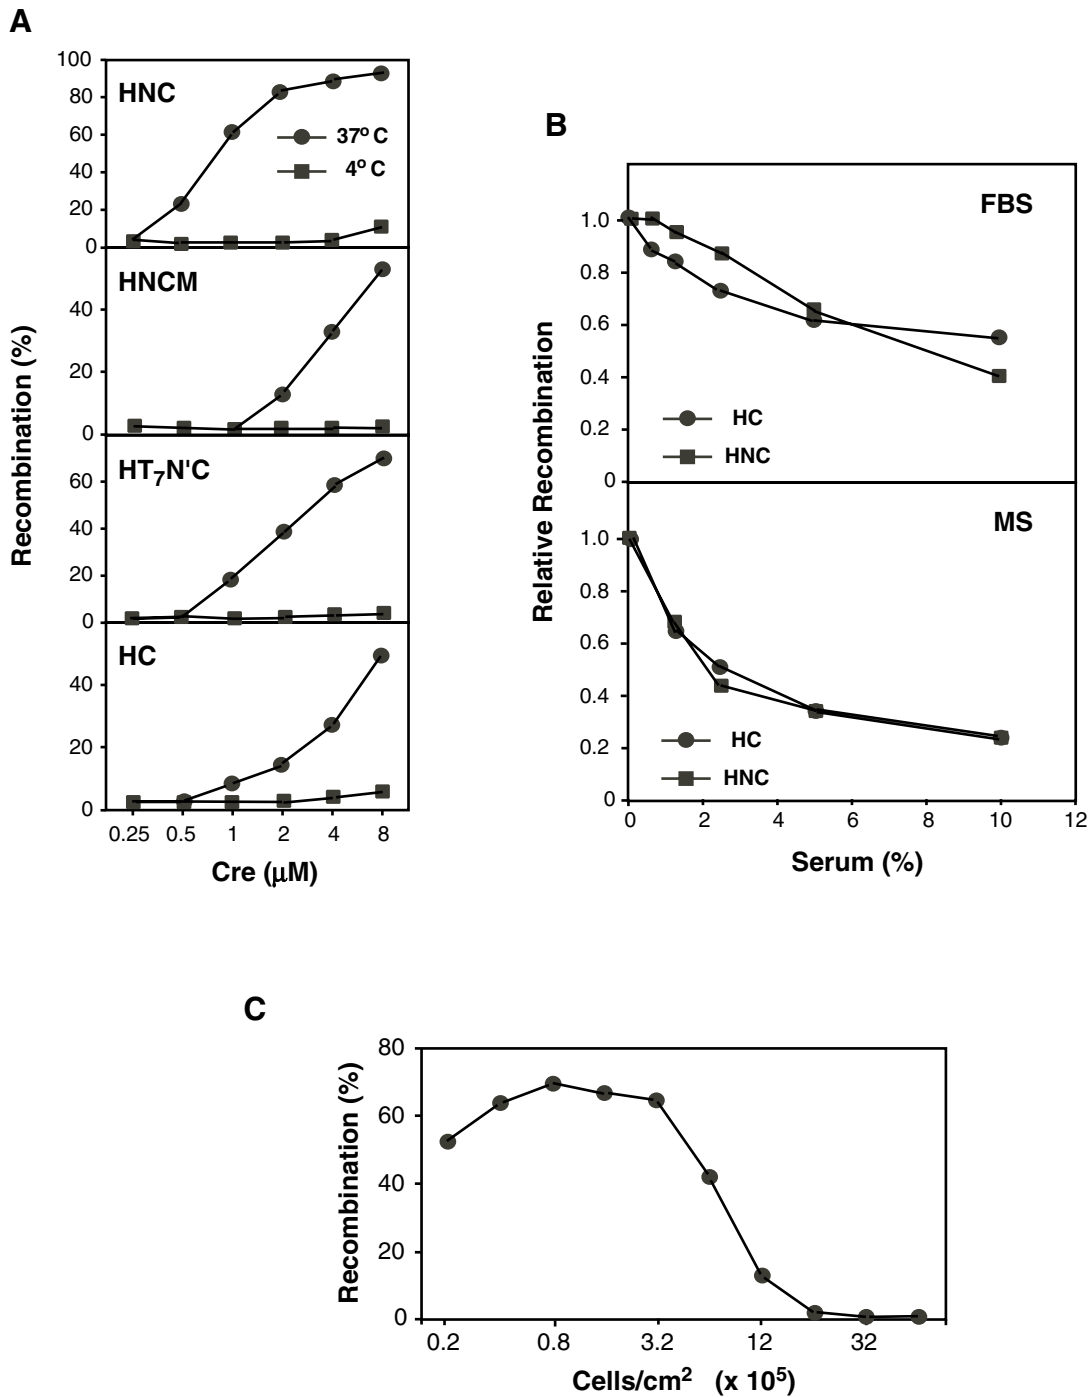 A
100
80
60
40
20
0
HNC
37° C
4° C
HNCM
40
20
0
HT₇N'C
60
40
20
0
HC
40
20
0
0.25 0.5 1 2 4 8
Cre (μM)
Recombination (%)
B
FBS
1.0
0.8
0.6
0.4
0.2
0
HC
HNC
MS
1.0
0.8
0.6
0.4
0.2
0
HC
HNC
0 2 4 6 8 10 12
Serum (%)
Relative Recombination
C
80
60
40
20
0
0.2 0.8 3.2 12 32
Cells/cm² (x 10⁵)
Recombination (%)